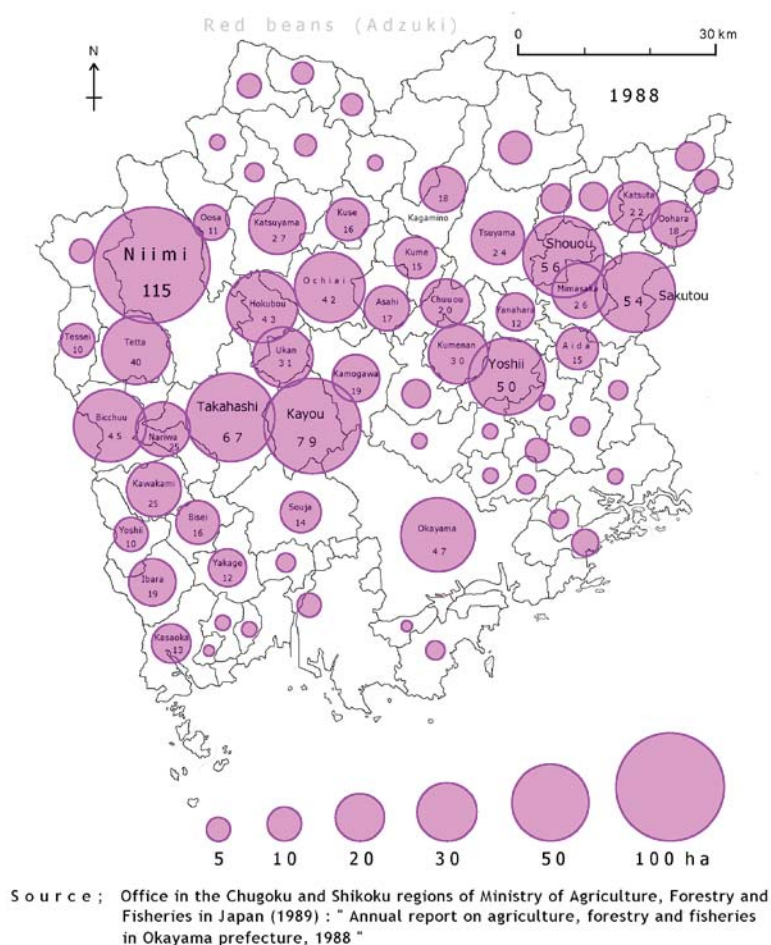 Red beans (Adzuki)
N
0 30 km
1988
18
Kagamino
Katsuta
22
Oohara
18
Oosa
11
Katsuyama
27
Kuse
16
Tsuyama
24
Shouou
56
Niimi
115
Kume
15
Ochiai
42
Mimasaka
26
54
Sakutou
Hokubou
43
Asahi
17
Chuuou
20
Yanahara
12
Tessei
10
Tetta
40
Ukan
31
Kumenan
30
Yoshii
50
Aida
15
Kamogawa
19
Bicchuu
45
Nariwa
25
Takahashi
67
Kayou
79
Kawakami
25
Bisei
16
Souja
14
Yoshii
10
Okayama
47
Ibara
19
Yakage
12
Kasaoka
13
5 10 20 30 50 100 ha
Source; Office in the Chugoku and Shikoku regions of Ministry of Agriculture, Forestry and
Fisheries in Japan (1989) : " Annual report on agriculture, forestry and fisheries
in Okayama prefecture, 1988 "